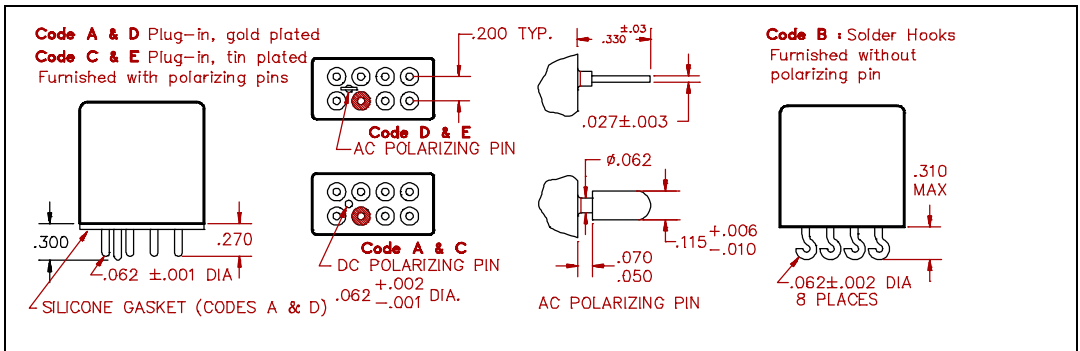 Code A & D Plug-in, gold plated
Code C & E Plug-in, tin plated
Furnished with polarizing pins
.300
.270
.062 ±.001 DIA
SILICONE GASKET (CODES A & D)
.200 TYP.
Code D & E
AC POLARIZING PIN
Code A & C
DC POLARIZING PIN
.062 +.002 -.001 DIA.
.330 ±.03
.027±.003
Ø.062
.115 +.006 -.010
.070
.050
AC POLARIZING PIN
Code B : Solder Hooks
Furnished without
polarizing pin
.310
MAX
.062±.002 DIA
8 PLACES